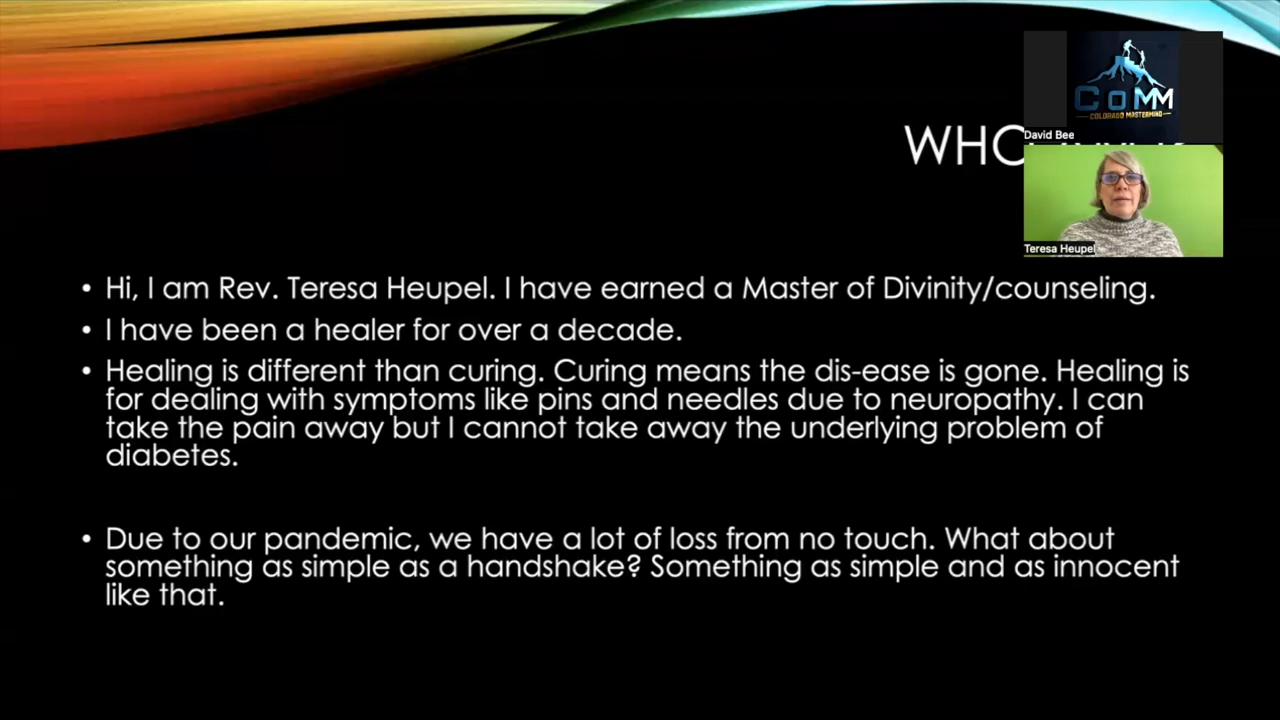 CoMM
COLORADO MASTERMIND
David Bee
WHO
Teresa Heupel
• Hi, I am Rev. Teresa Heupel. I have earned a Master of Divinity/counseling.
• I have been a healer for over a decade.
• Healing is different than curing. Curing means the dis-ease is gone. Healing is
for dealing with symptoms like pins and needles due to neuropathy. I can
take the pain away but I cannot take away the underlying problem of
diabetes.
• Due to our pandemic, we have a lot of loss from no touch. What about
something as simple as a handshake? Something as simple and as innocent
like that.